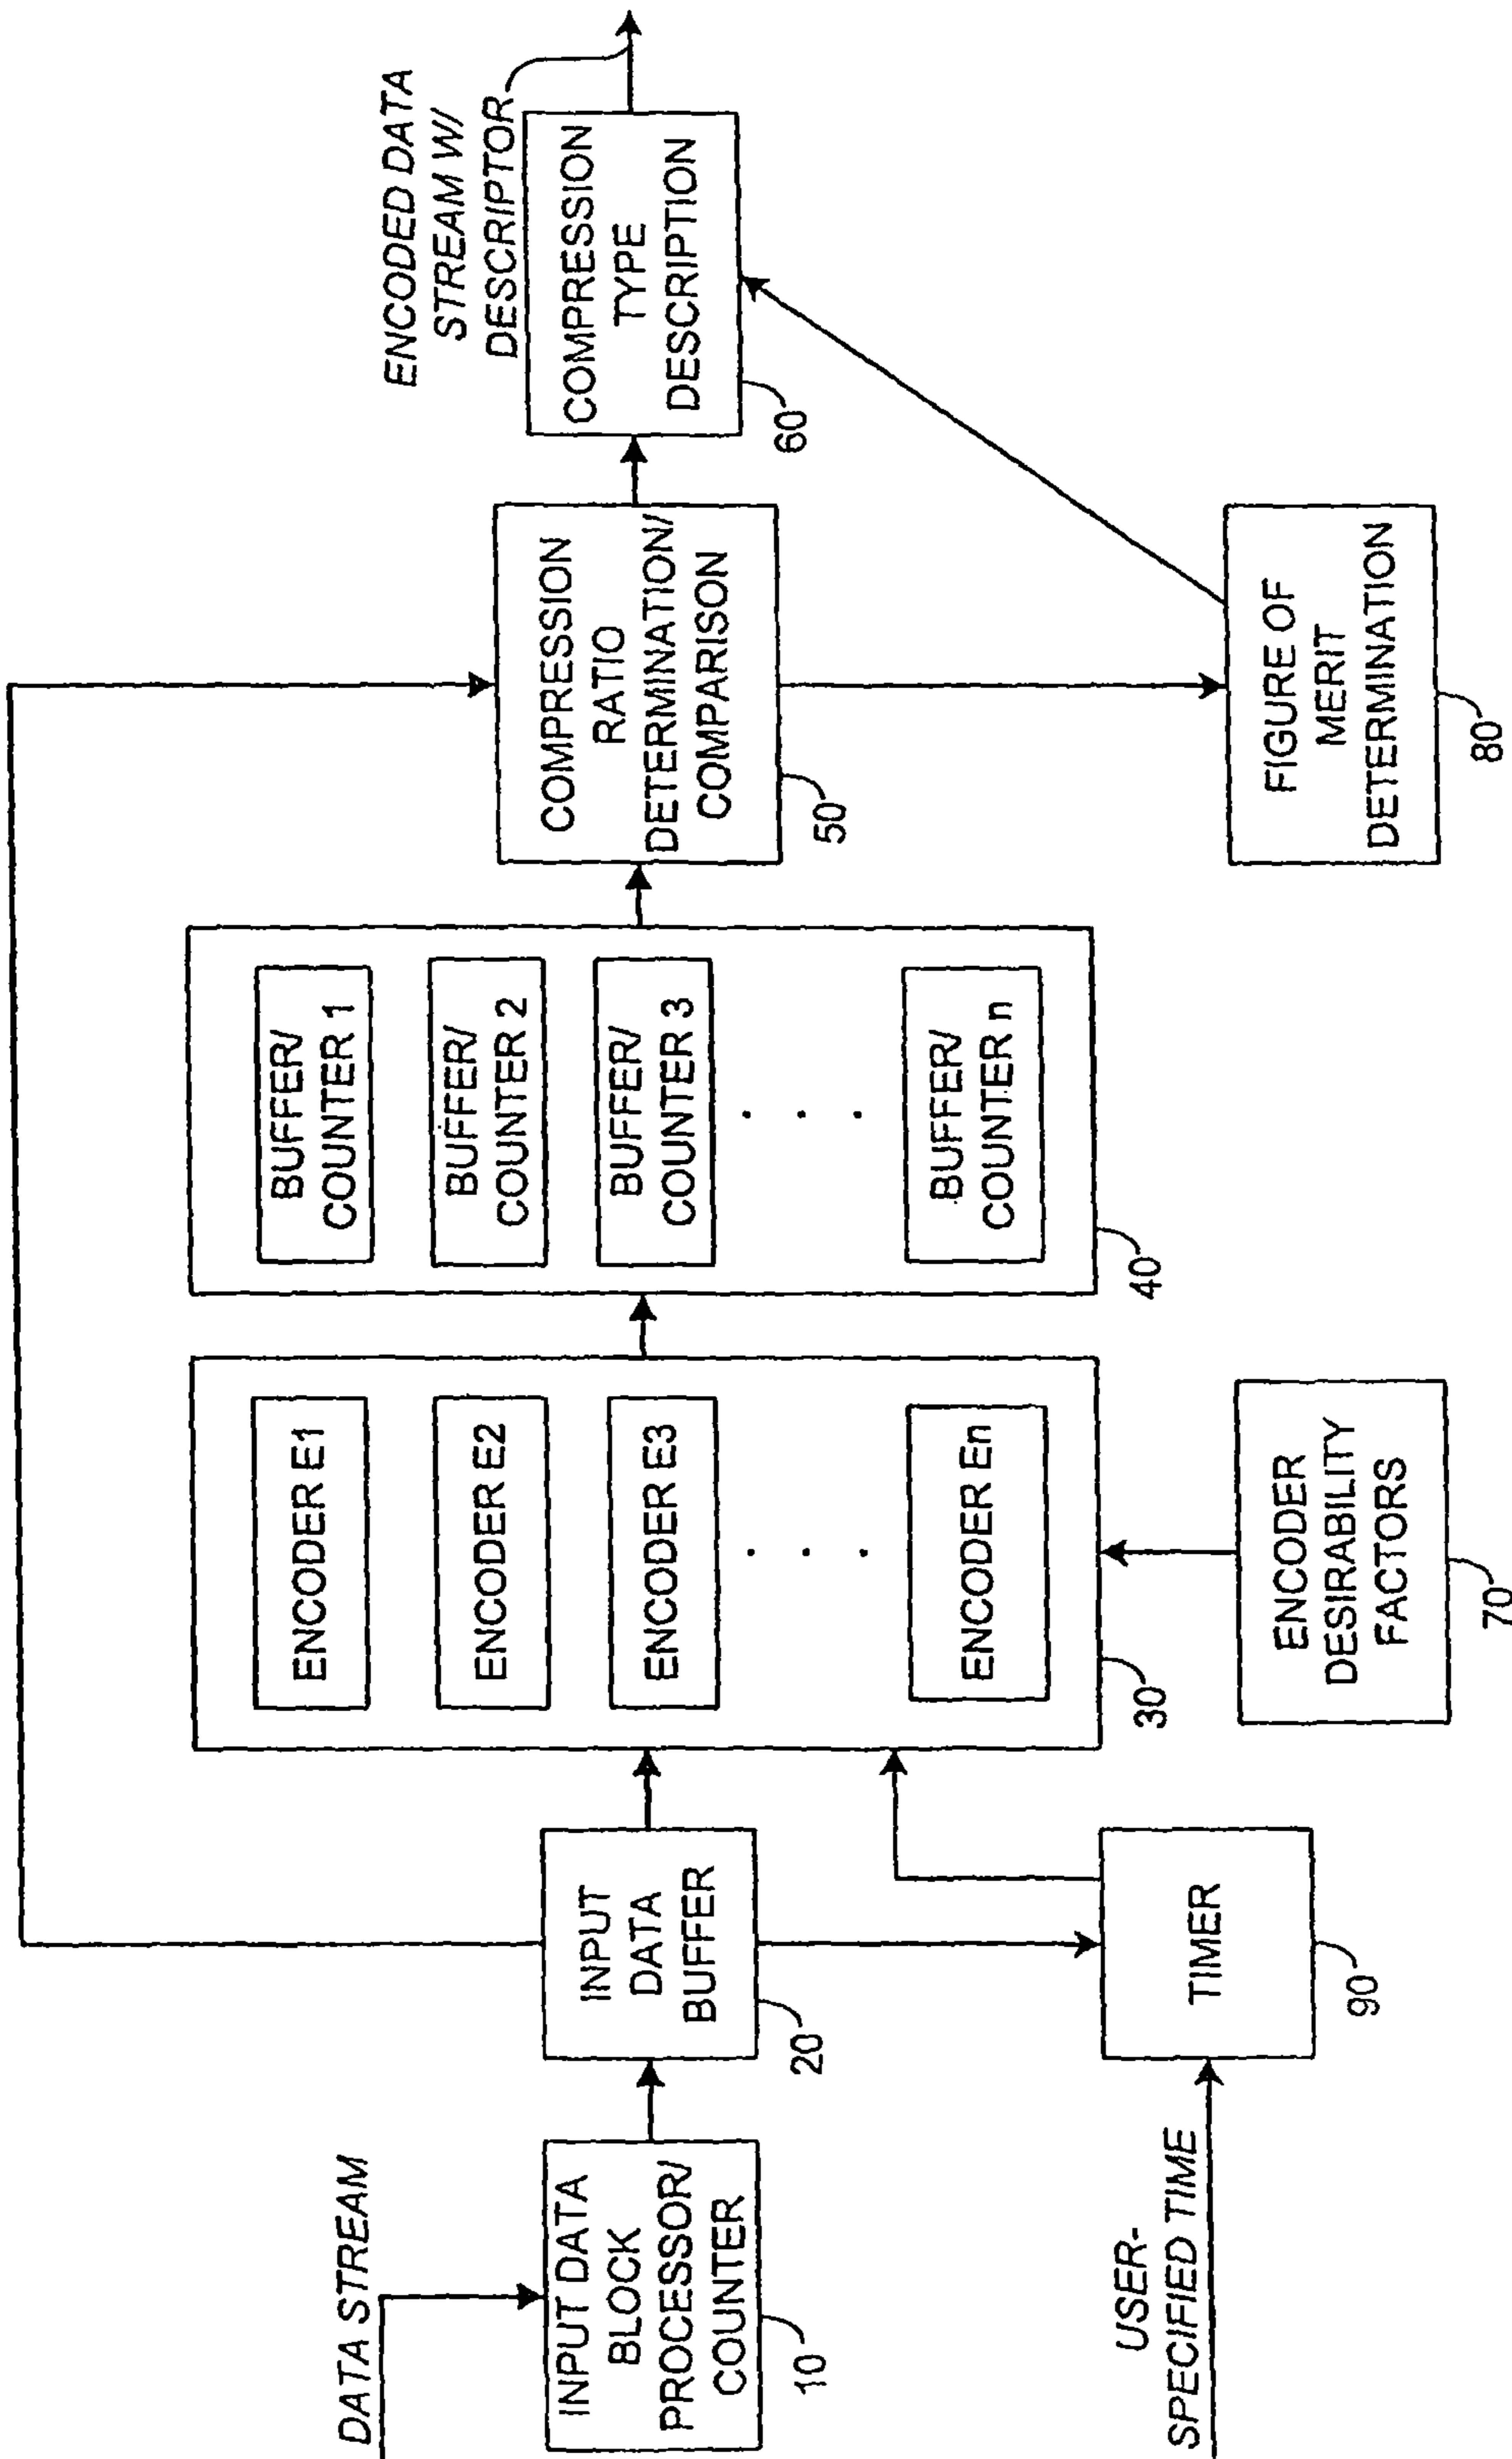 DATA STREAM
INPUT DATA
BLOCK
PROCESSOR/
COUNTER
10
INPUT
DATA
BUFFER
20
USER-
SPECIFIED TIME
TIMER
90
ENCODER E1
ENCODER E2
ENCODER E3
. . .
ENCODER En
30
ENCODER
DESIRABILITY
FACTORS
70
BUFFER/
COUNTER 1
BUFFER/
COUNTER 2
BUFFER/
COUNTER 3
. . .
BUFFER/
COUNTER n
40
COMPRESSION
RATIO
DETERMINATION/
COMPARISON
50
FIGURE OF
MERIT
DETERMINATION
80
COMPRESSION
TYPE
DESCRIPTION
60
ENCODED DATA
STREAM W/
DESCRIPTOR